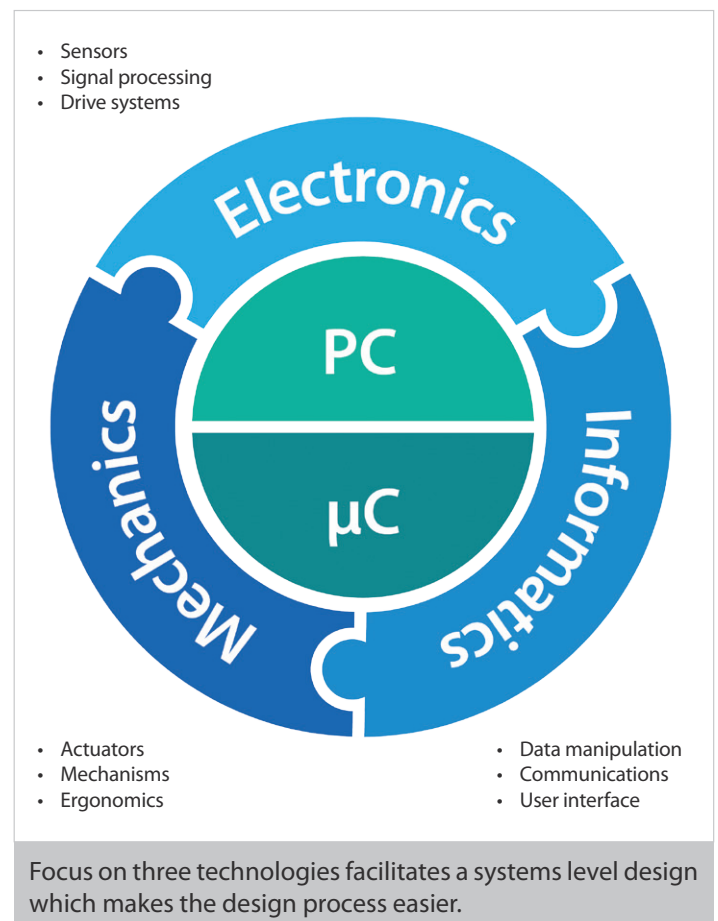 • Sensors
• Signal processing
• Drive systems
Electronics
PC
µC
Mechanics
Informatics
• Actuators
• Mechanisms
• Ergonomics
• Data manipulation
• Communications
• User interface
Focus on three technologies facilitates a systems level design
which makes the design process easier.